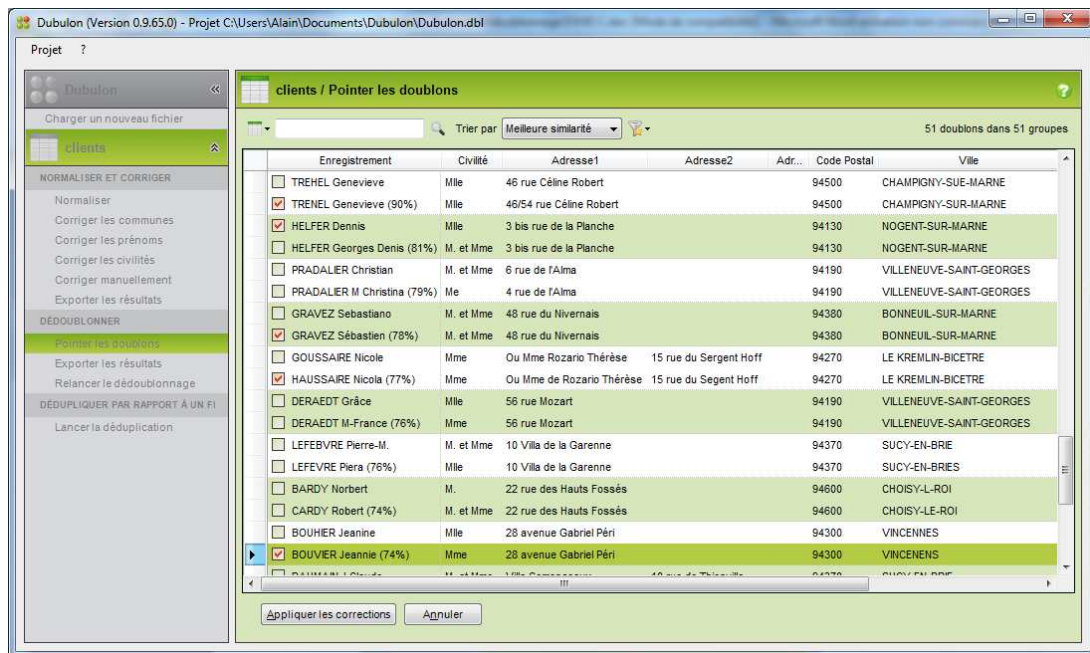 Dubulon (Version 0.9.65.0) - Projet C:\Users\Alain\Documents\Dubulon\Dubulon.dbl
Projet ?
Dubulon «
Charger un nouveau fichier
clients
NORMALISER ET CORRIGER
Normaliser
Corriger les communes
Corriger les prénoms
Corriger les civilités
Corriger manuellement
Exporter les résultats
DÉDOUBLONNER
Pointer les doublons
Exporter les résultats
Relancer le dédoublonnage
DÉDUPLIQUER PAR RAPPORT À UN FI
Lancer la déduplication
clients / Pointer les doublons ?
Trier par Meilleure similarité 51 doublons dans 51 groupes
Enregistrement Civilité Adresse1 Adresse2 Adr... Code Postal Ville
TREHEL Genevieve Mlle 46 rue Céline Robert 94500 CHAMPIGNY-SUE-MARNE
TRENEL Genevieve (90%) Mlle 46/54 rue Céline Robert 94500 CHAMPIGNY-SUR-MARNE
HELFER Dennis Mlle 3 bis rue de la Planche 94130 NOGENT-SUR-MARNE
HELFER Georges Denis (81%) M. et Mme 3 bis rue de la Planche 94130 NOGENT-SUR-MARNE
PRADALIER Christian M. et Mme 6 rue de l'Alma 94190 VILLENEUVE-SAINT-GEORGES
PRADALIER M Christina (79%) Me 4 rue de l'Alma 94190 VILLENEUVE-SAINT-GEORGES
GRAVEZ Sebastiano M. et Mme 48 rue du Nivernais 94380 BONNEUIL-SUR-MARNE
GRAVEZ Sébastien (78%) M. et Mme 48 rue du Nivernais 94380 BONNEUIL-SUR-MARNE
GOUSSAIRE Nicole Mme Ou Mme Rozario Thérèse 15 rue du Sergent Hoff 94270 LE KREMLIN-BICETRE
HAUSSAIRE Nicola (77%) Mme Ou Mme de Rozario Thérèse 15 rue du Segent Hoff 94270 LE KREMLIN-BICETRE
DERAEDT Grâce Mlle 56 rue Mozart 94190 VILLENEUVE-SAINT-GEORGES
DERAEDT M-France (76%) Mme 56 rue Mozart 94190 VILLENEUVE-SAINT-GEORGES
LEFEBVRE Pierre-M. M. et Mme 10 Villa de la Garenne 94370 SUCY-EN-BRIE
LEFEVRE Piera (76%) Mlle 10 Villa de la Garenne 94370 SUCY-EN-BRIES
BARDY Norbert M. 22 rue des Hauts Fossés 94600 CHOISY-L-ROI
CARDY Robert (74%) M. et Mme 22 rue des Hauts Fossés 94600 CHOISY-LE-ROI
BOUHIER Jeanine Mlle 28 avenue Gabriel Péri 94300 VINCENNES
BOUVIER Jeannie (74%) Mme 28 avenue Gabriel Péri 94300 VINCENENS
Appliquer les corrections Annuler